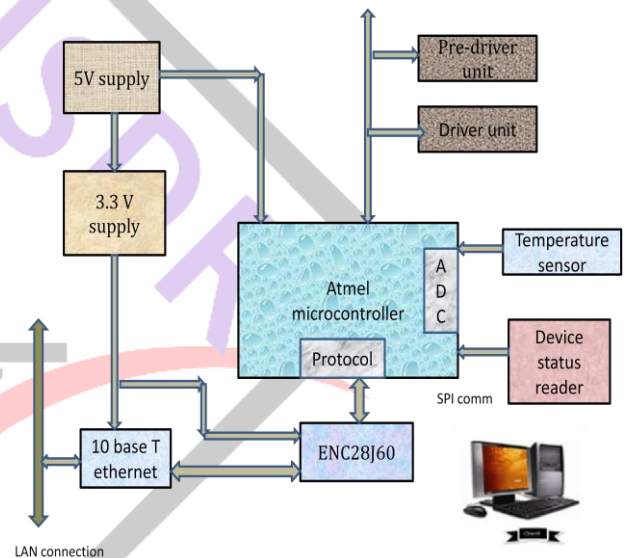 5V supply
Pre-driver
unit
Driver unit
3.3 V
supply
Temperature
sensor
A
D
C
Atmel
microcontroller
Protocol
Device
status
reader
SPI comm
10 base T
ethernet
ENC28J60
LAN connection